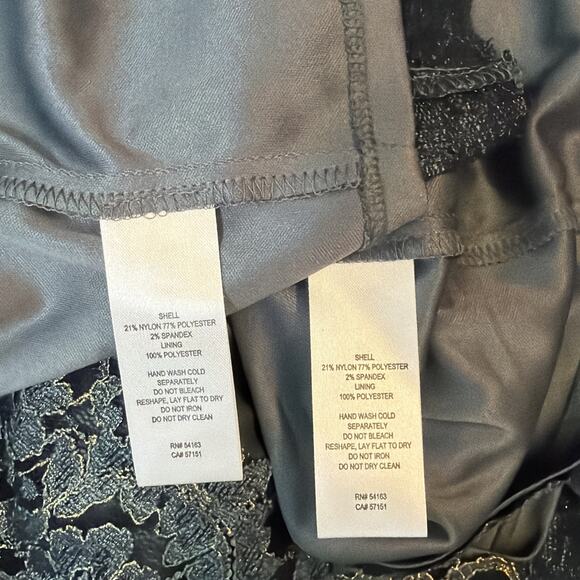 SHELL
21% NYLON 77% POLYESTER
2% SPANDEX
LINING
100% POLYESTER
HAND WASH COLD
SEPARATELY
DO NOT BLEACH
RESHAPE, LAY FLAT TO DRY
DO NOT IRON
DO NOT DRY CLEAN
RN# 54163
CA# 57151
SHELL
21% NYLON 77% POLYESTER
2% SPANDEX
LINING
100% POLYESTER
HAND WASH COLD
SEPARATELY
DO NOT BLEACH
RESHAPE, LAY FLAT TO DRY
DO NOT IRON
DO NOT DRY CLEAN
RN# 54163
CA# 57151